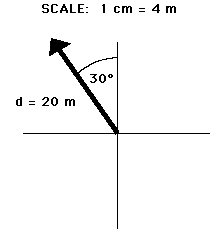 SCALE: 1 cm = 4 m
30°
d = 20 m